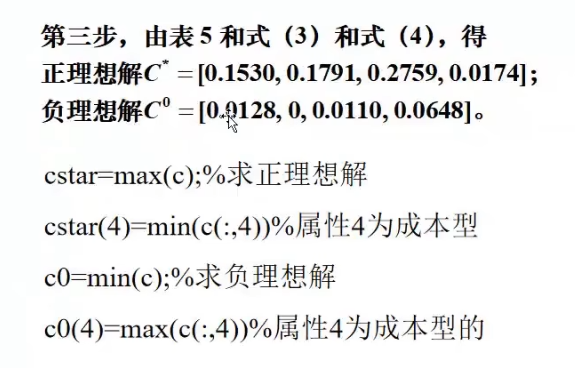 第三步，由表 5 和式（3）和式（4），得
正理想解C* =[0.1530, 0.1791, 0.2759, 0.0174]；
负理想解C⁰ =[0.0128, 0, 0.0110, 0.0648]。
cstar=max(c);%求正理想解
cstar(4)=min(c(:,4))%属性4为成本型
c0=min(c);%求负理想解
c0(4)=max(c(:,4))%属性4为成本型的